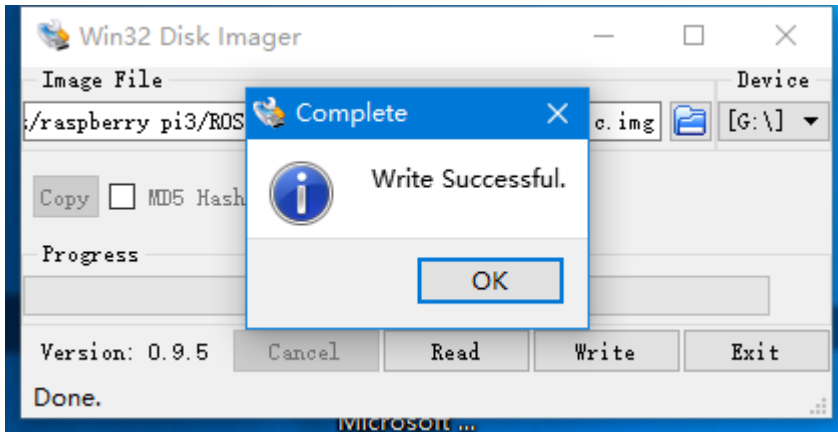 Win32 Disk Imager
Image File
Device
:/raspberry pi3/ROS
c.img
[G:\]
Complete
Write Successful.
OK
Copy
MD5 Hash
Progress
Version: 0.9.5
Cancel
Read
Write
Exit
Done.
Microsoft ...